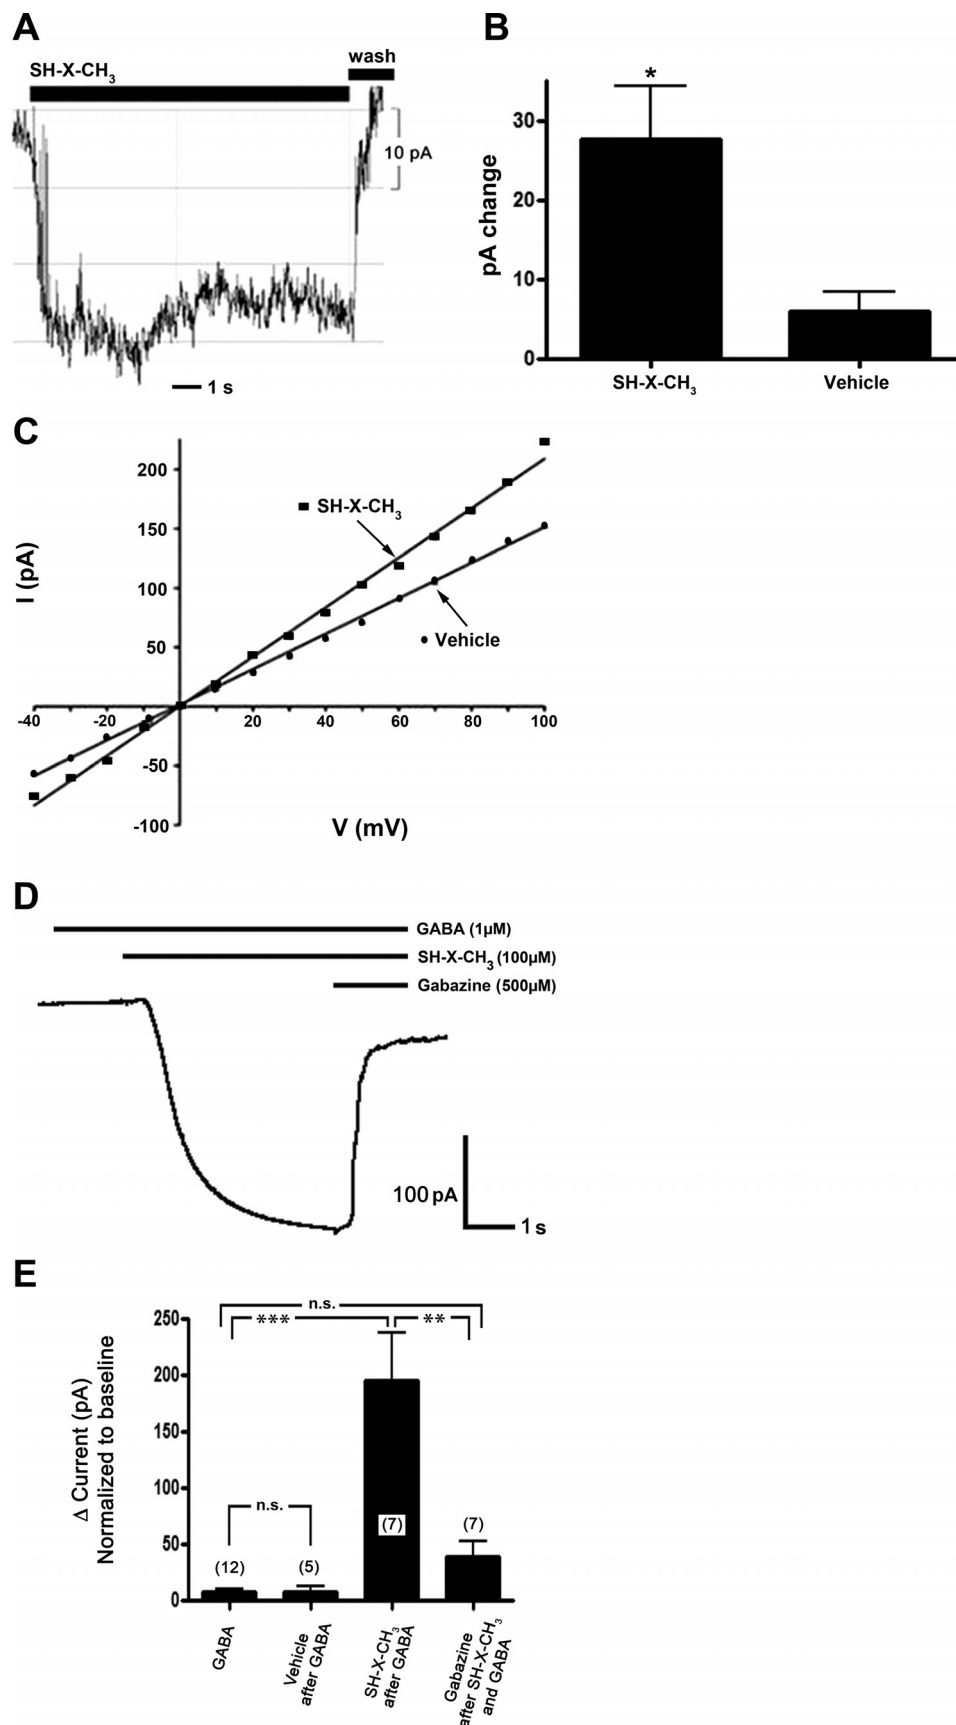 A
B
wash
SH-X-CH3
10 pA
1 s
pA change
30
20
10
0
*
SH-X-CH3
Vehicle
C
I (pA)
200
150
100
50
-50
-100
-40
-20
0
20
40
60
80
100
SH-X-CH3
Vehicle
V (mV)
D
GABA (1µM)
SH-X-CH3 (100µM)
Gabazine (500µM)
100 pA
1 s
E
n.s.
***
**
250
200
150
100
50
0
Δ Current (pA)
Normalized to baseline
n.s.
(12)
(5)
(7)
(7)
GABA
Vehicle
after GABA
SH-X-CH3
after GABA
Gabazine
after SH-X-CH3
and GABA